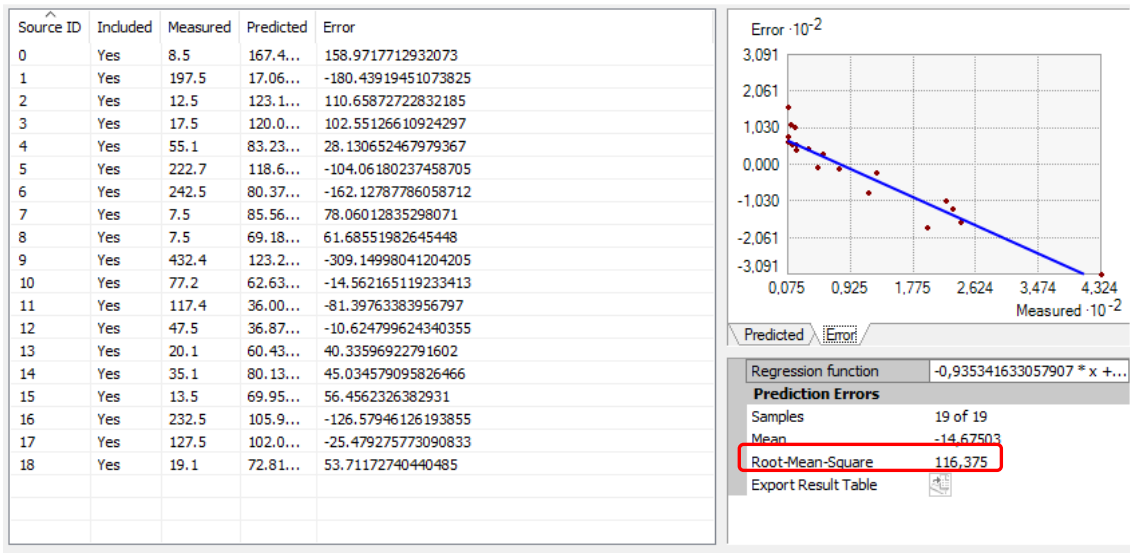 Source ID Included Measured Predicted Error
0 Yes 8.5 167.4... 158.9717712932073
1 Yes 197.5 17.06... -180.43919451073825
2 Yes 12.5 123.1... 110.65872722832185
3 Yes 17.5 120.0... 102.55126610924297
4 Yes 55.1 83.23... 28.130652467979367
5 Yes 222.7 118.6... -104.06180237458705
6 Yes 242.5 80.37... -162.12787786058712
7 Yes 7.5 85.56... 78.06012835298071
8 Yes 7.5 69.18... 61.68551982645448
9 Yes 432.4 123.2... -309.14998041204205
10 Yes 77.2 62.63... -14.562165119233413
11 Yes 117.4 36.00... -81.39763383956797
12 Yes 47.5 36.87... -10.624799624340355
13 Yes 20.1 60.43... 40.33596922791602
14 Yes 35.1 80.13... 45.034579095826466
15 Yes 13.5 69.95... 56.4562326382931
16 Yes 232.5 105.9... -126.57946126193855
17 Yes 127.5 102.0... -25.479275773090833
18 Yes 19.1 72.81... 53.71172740440485
Error ·10-2
3,091
2,061
1,030
0,000
-1,030
-2,061
-3,091
0,075 0,925 1,775 2,624 3,474 4,324
Measured ·10-2
Predicted Error
Regression function -0,935341633057907 * x +...
Prediction Errors
Samples 19 of 19
Mean -14,67503
Root-Mean-Square 116,375
Export Result Table